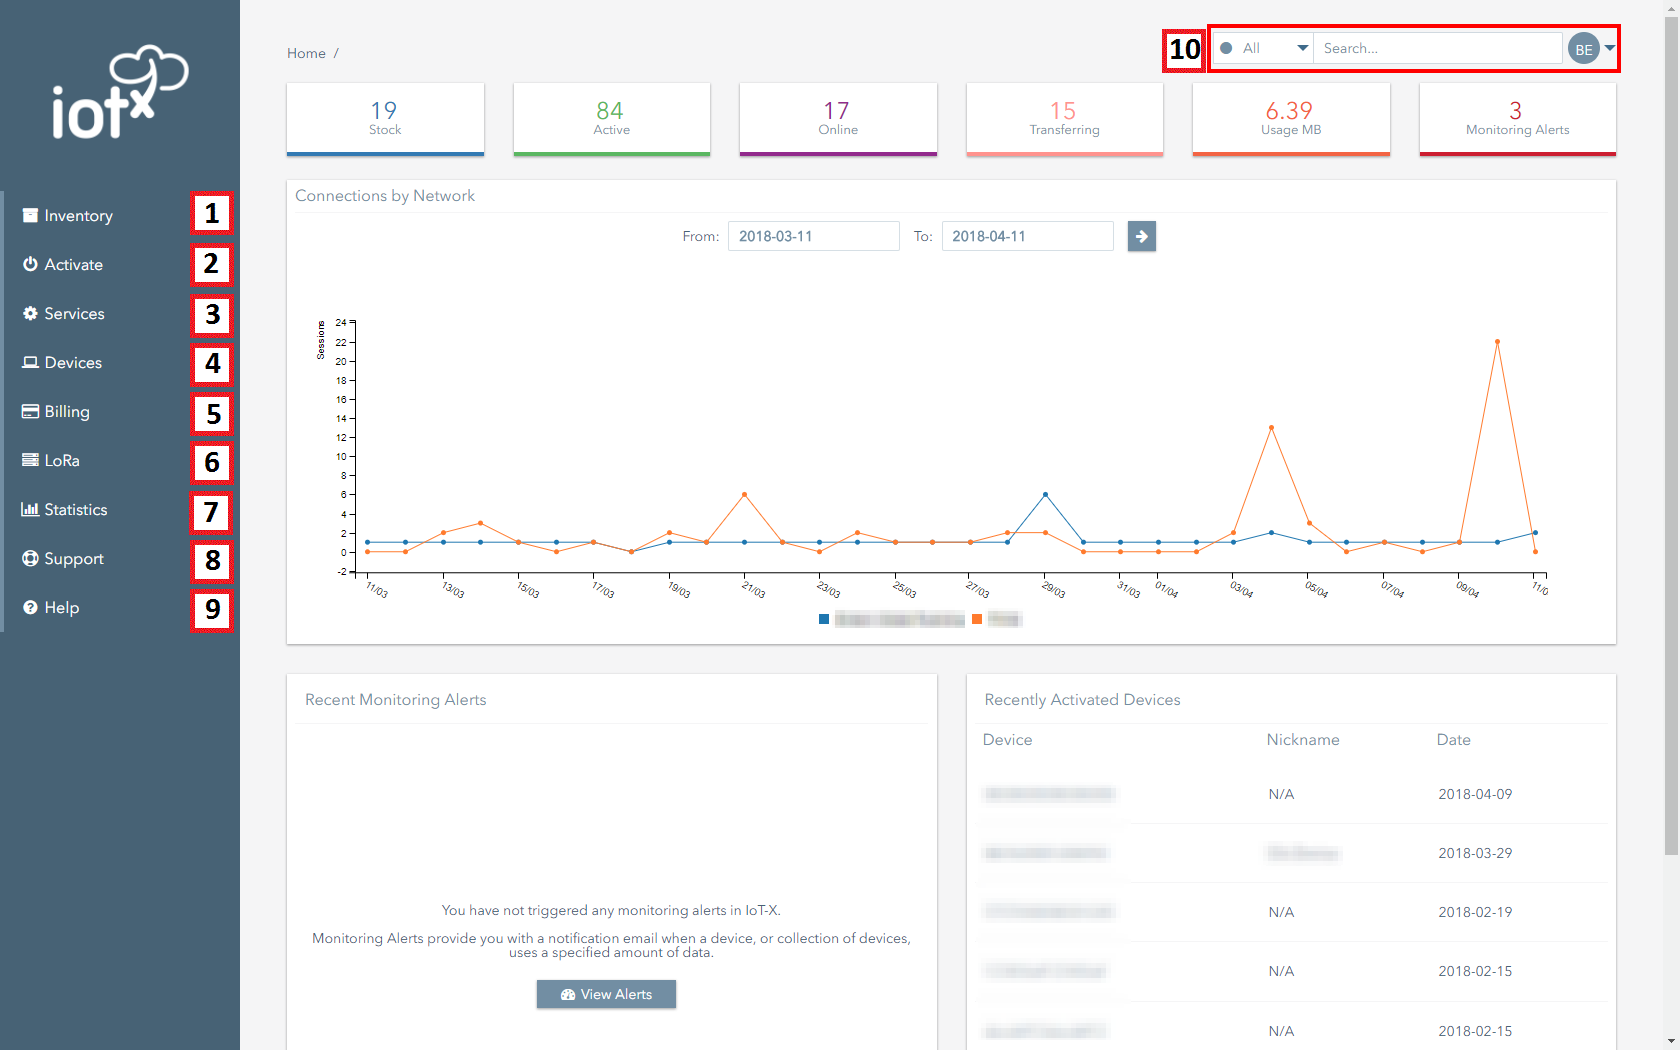 iotx
Inventory 1
Activate 2
Services 3
Devices 4
Billing 5
LoRa 6
Statistics 7
Support 8
Help 9
Home /
10 All Search... BE
19 84 17 15 6.39 3
Stock Active Online Transferring Usage MB Monitoring Alerts
Connections by Network
From: 2018-03-11 To: 2018-04-11
Sessions
24
22
20
18
16
14
12
10
8
6
4
2
0
-2
11/03 13/03 15/03 17/03 19/03 21/03 23/03 25/03 27/03 29/03 31/03 01/04 03/04 05/04 07/04 09/04 11/0
Recent Monitoring Alerts
You have not triggered any monitoring alerts in IoT-X.
Monitoring Alerts provide you with a notification email when a device, or collection of devices,
uses a specified amount of data.
View Alerts
Recently Activated Devices
Device Nickname Date
N/A 2018-04-09
2018-03-29
N/A 2018-02-19
N/A 2018-02-15
N/A 2018-02-15